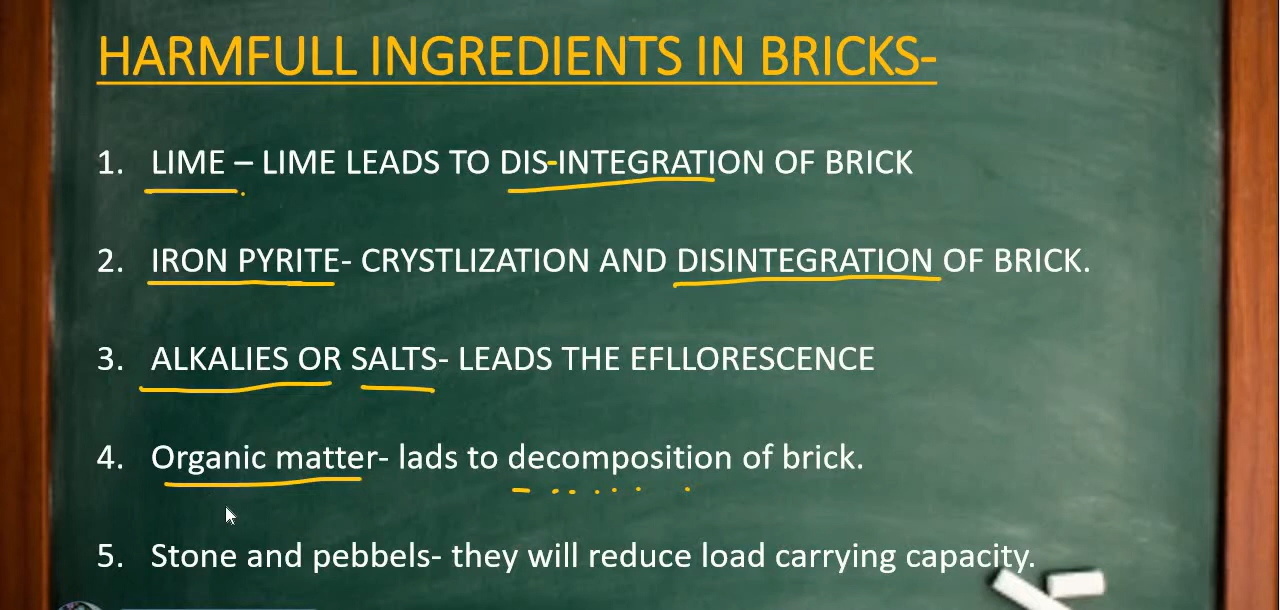 HARMFULL INGREDIENTS IN BRICKS-
1. LIME – LIME LEADS TO DIS-INTEGRATION OF BRICK
2. IRON PYRITE- CRYSTLIZATION AND DISINTEGRATION OF BRICK.
3. ALKALIES OR SALTS- LEADS THE EFLLORESCENCE
4. Organic matter- lads to decomposition of brick.
5. Stone and pebbels- they will reduce load carrying capacity.